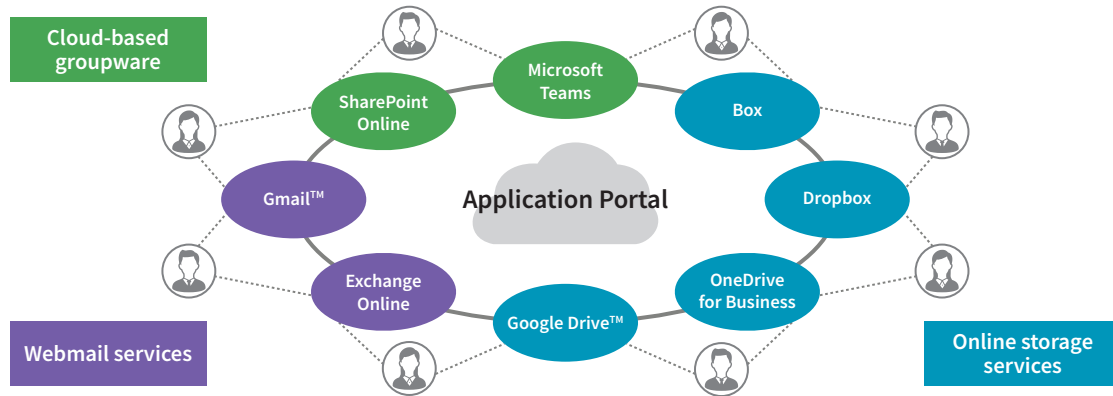 Cloud-based
groupware
Microsoft
Teams
SharePoint
Online
Box
Gmail™
Application Portal
Dropbox
Exchange
Online
OneDrive
for Business
Google Drive™
Webmail services
Online storage
services